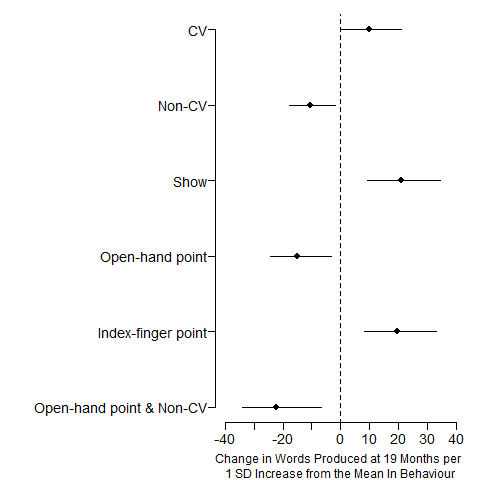 CV
Non-CV
Show
Open-hand point
Index-finger point
Open-hand point & Non-CV
-40 -20 0 10 20 30 40
Change in Words Produced at 19 Months per
1 SD Increase from the Mean In Behaviour